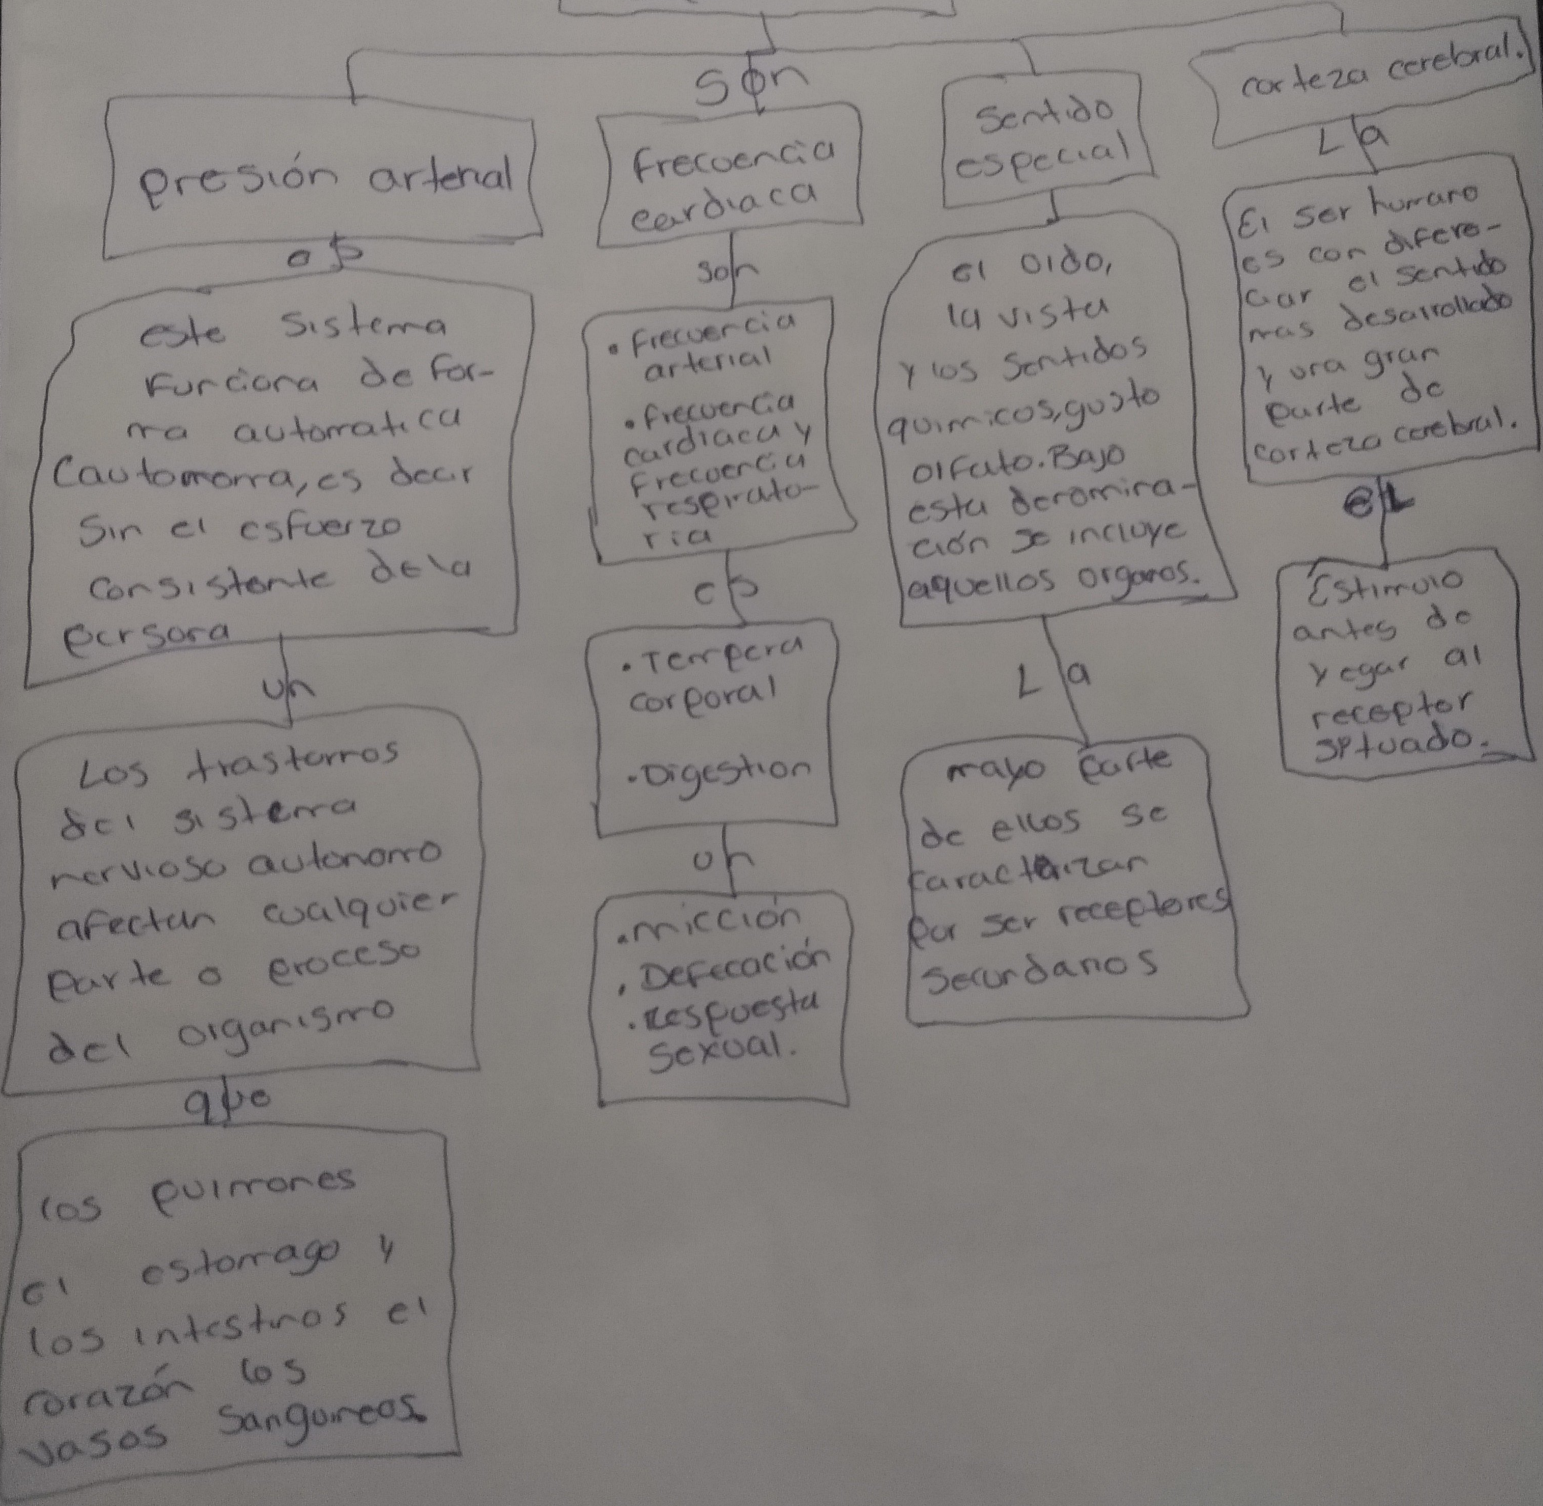 son
presión arterial
es
este sistema
funciona de for-
ma automatica
(automoma, es decir
sin el esfuerzo
consistente dela
persona
un
Los trastornos
del sistema
nervioso autonomo
afectan cualquier
parte o proceso
del organismo
que
los pulmones
el estomago y
los intestinos el
corazón los
vasos sanguineos.
frecuencia
cardiaca
son
• frecuencia
arterial
• frecuencia
cardiaca y
frecuencia
respirato-
ria
es
• Tempera
corporal
• Digestion
un
• micción
• Defecación
• Respuesta
sexual.
sentido
especial
el oido,
la vista
y los sentidos
quimicos, gusto
olfato. Bajo
esta denomina-
ción se incluye
aquellos organos.
La
mayo parte
de ellos se
caracterizan
por ser receptores
secundarios
corteza cerebral.
La
El ser humano
es con difere-
ciar el sentido
mas desarrollado
y una gran
parte de
corteza cerebral.
el
Estimulo
antes de
yegar al
receptor